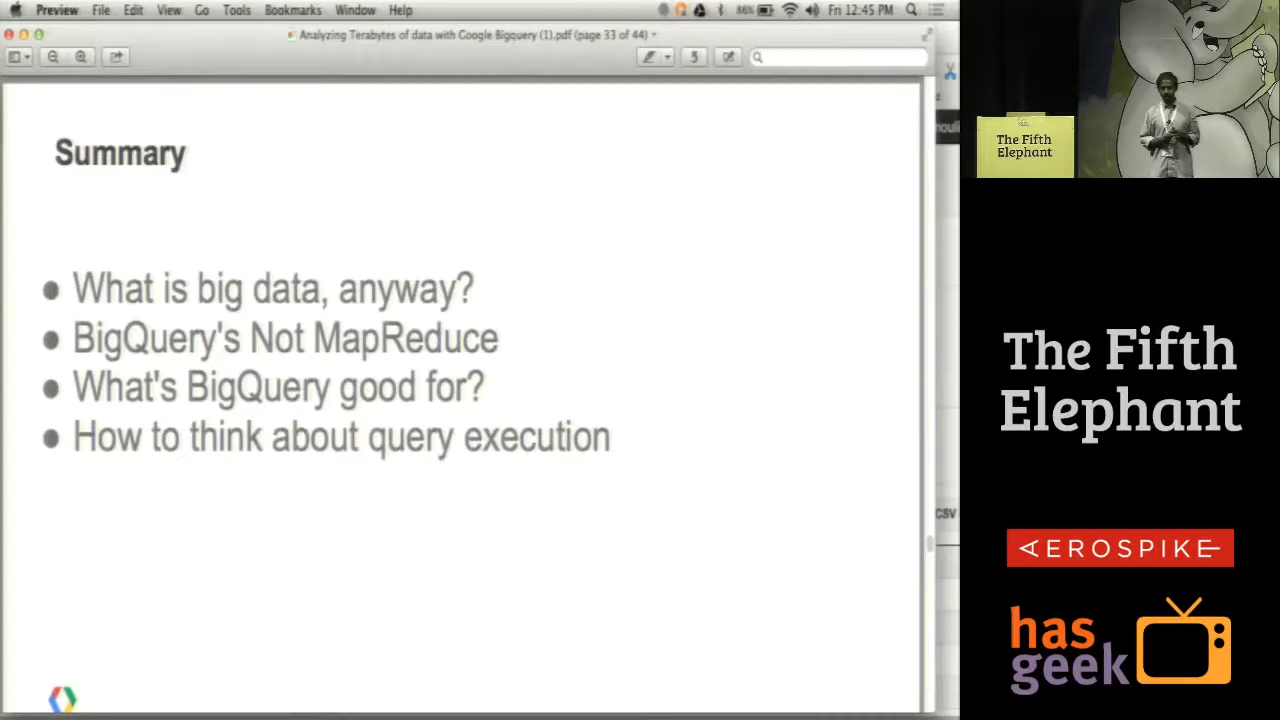 Preview File Edit View Go Tools Bookmarks Window Help
86% Fri 12:45 PM
Analyzing Terabytes of data with Google Bigquery (1).pdf (page 33 of 44)
Summary
● What is big data, anyway?
● BigQuery's Not MapReduce
● What's BigQuery good for?
● How to think about query execution
csv
The Fifth
Elephant
The Fifth
Elephant
AEROSPIKE
has
geek